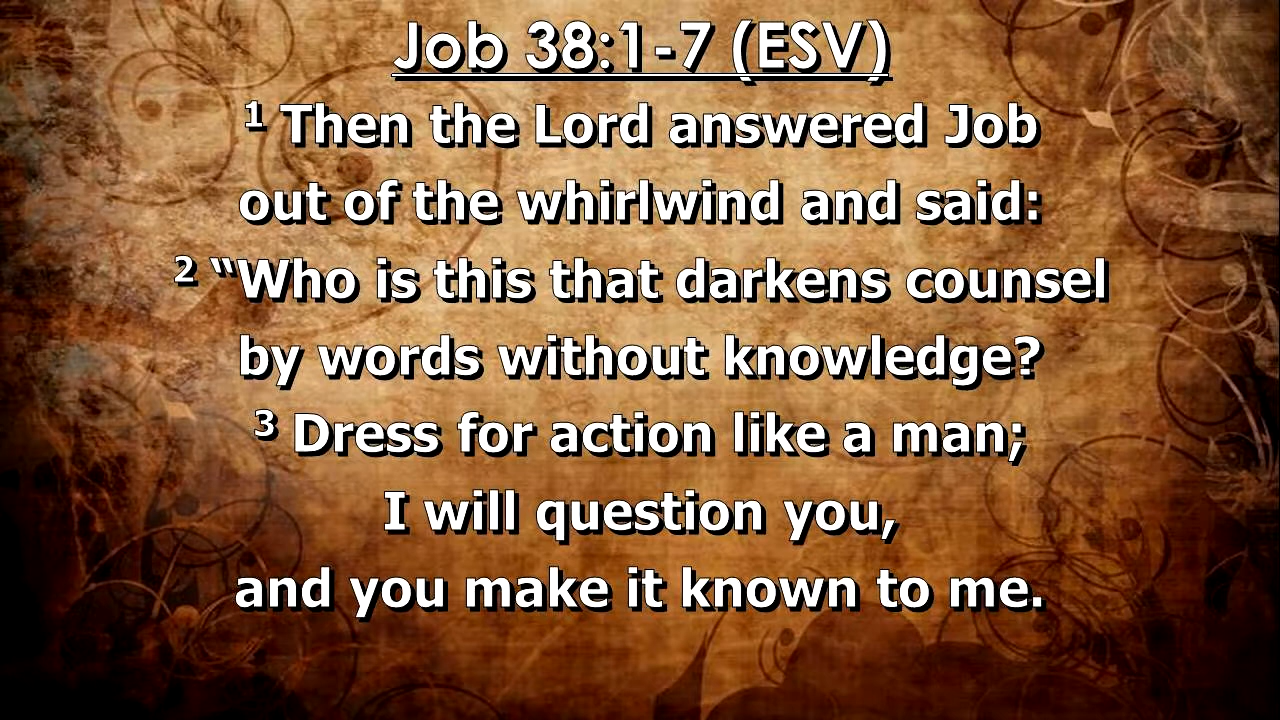 Job 38:1-7 (ESV)
1 Then the Lord answered Job
out of the whirlwind and said:
2 “Who is this that darkens counsel
by words without knowledge?
3 Dress for action like a man;
I will question you,
and you make it known to me.